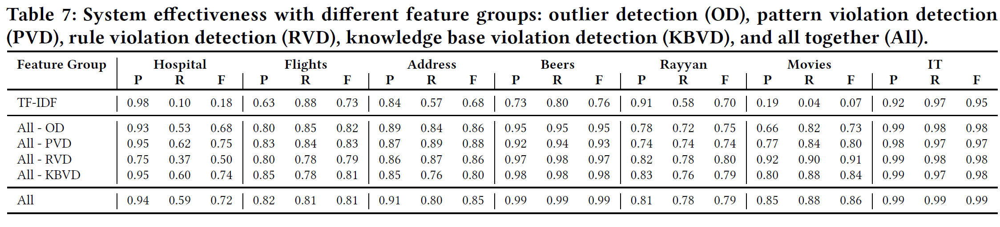 Table 7: System effectiveness with different feature groups: outlier detection (OD), pattern violation detection
(PVD), rule violation detection (RVD), knowledge base violation detection (KBVD), and all together (All).
Feature Group Hospital Flights Address Beers Rayyan Movies IT
P R F P R F P R F P R F P R F P R F P R F
TF-IDF 0.98 0.10 0.18 0.63 0.88 0.73 0.84 0.57 0.68 0.73 0.80 0.76 0.91 0.58 0.70 0.19 0.04 0.07 0.92 0.97 0.95
All - OD 0.93 0.53 0.68 0.80 0.85 0.82 0.89 0.84 0.86 0.95 0.95 0.95 0.78 0.72 0.75 0.66 0.82 0.73 0.99 0.98 0.98
All - PVD 0.95 0.62 0.75 0.83 0.84 0.83 0.87 0.89 0.88 0.92 0.94 0.93 0.74 0.74 0.74 0.77 0.84 0.80 0.98 0.97 0.97
All - RVD 0.75 0.37 0.50 0.80 0.78 0.79 0.86 0.87 0.86 0.97 0.98 0.97 0.82 0.78 0.80 0.92 0.90 0.91 0.99 0.98 0.98
All - KBVD 0.95 0.60 0.74 0.85 0.78 0.81 0.85 0.76 0.80 0.98 0.98 0.98 0.83 0.76 0.79 0.80 0.88 0.84 0.99 0.97 0.98
All 0.94 0.59 0.72 0.82 0.81 0.81 0.91 0.80 0.85 0.99 0.99 0.99 0.81 0.78 0.79 0.85 0.88 0.86 0.99 0.99 0.99